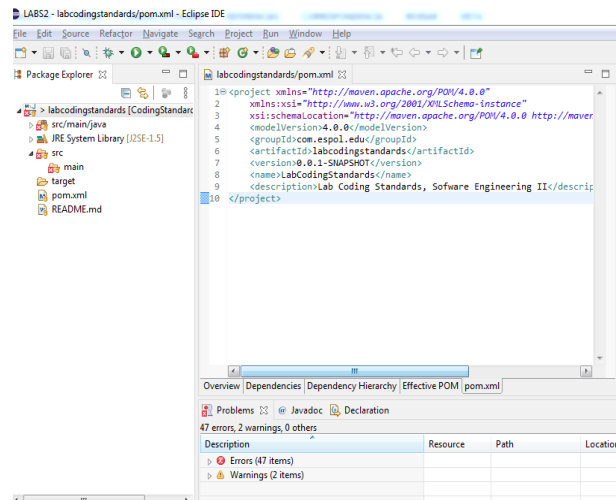 LABS2 - labcodingstandards/pom.xml - Eclipse IDE
File Edit Source Refactor Navigate Search Project Run Window Help
Package Explorer
labcodingstandards/pom.xml
> labcodingstandards [CodingStandarc
src/main/java
JRE System Library [J2SE-1.5]
src
main
target
pom.xml
README.md
1 <project xmlns="http://maven.apache.org/POM/4.0.0"
2 xmlns:xsi="http://www.w3.org/2001/XMLSchema-instance"
3 xsi:schemaLocation="http://maven.apache.org/POM/4.0.0 http://maven
4 <modelVersion>4.0.0</modelVersion>
5 <groupId>com.espol.edu</groupId>
6 <artifactId>labcodingstandards</artifactId>
7 <version>0.0.1-SNAPSHOT</version>
8 <name>LabCodingStandards</name>
9 <description>Lab Coding Standards, Sofware Engineering II</descrip
10 </project>
Overview Dependencies Dependency Hierarchy Effective POM pom.xml
Problems @ Javadoc Declaration
47 errors, 2 warnings, 0 others
Description Resource Path Location
Errors (47 items)
Warnings (2 items)